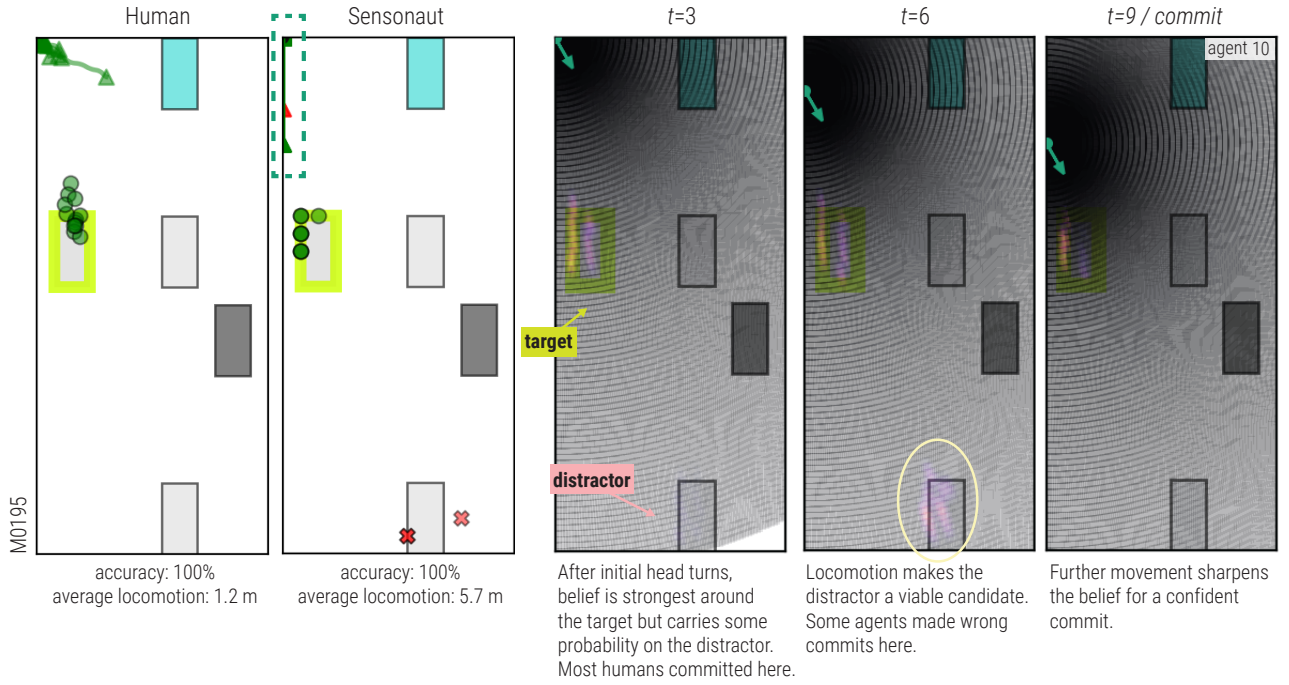 Human
Sensonaut
t=3
t=6
t=9 / commit
agent 10
target
distractor
M0195
accuracy: 100%
average locomotion: 1.2 m
accuracy: 100%
average locomotion: 5.7 m
After initial head turns,
belief is strongest around
the target but carries some
probability on the distractor.
Most humans committed here.
Locomotion makes the
distractor a viable candidate.
Some agents made wrong
commits here.
Further movement sharpens
the belief for a confident
commit.